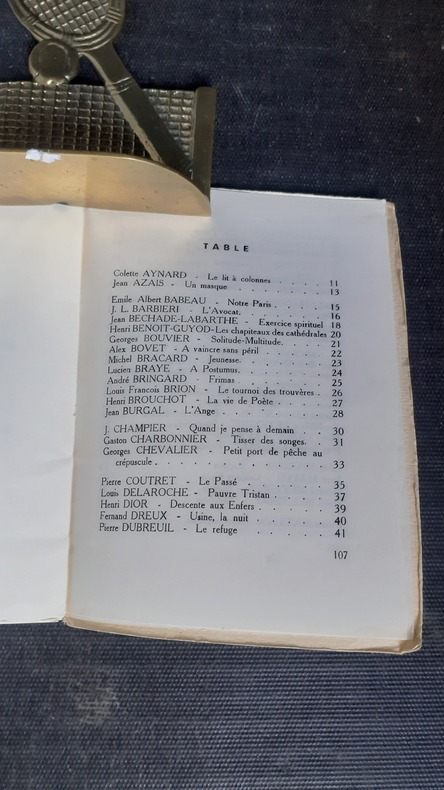 TABLE
Colette AYNARD - Le lit à colonnes . . . . . 11
Jean AZAIS - Un masque . . . . . . . 13
Emile Albert BABEAU - Notre Paris . . . . . 15
J. L. BARBIERI - L'Avocat. . . . . . . 16
Jean BECHADE-LABARTHE - Exercice spirituel 18
Henri BENOIT-GUYOD-Les chapiteaux des cathédrales 20
Georges BOUVIER - Solitude-Multitude. . . . . 21
Alex BOVET - A vaincre sans péril . . . . . 22
Michel BRACARD - Jeunesse. . . . . . . 23
Lucien BRAYE - A Postumus. . . . . . . 24
André BRINGARD - Frimas . . . . . . . 25
Louis Francois BRION - Le tournoi des trouvères . 26
Henri BROUCHOT - La vie de Poète . . . . . 27
Jean BURGAL - L'Ange . . . . . . . . 28
J. CHAMPIER - Quand je pense à demain . . . 30
Gaston CHARBONNIER - Tisser des songes. . . 31
Georges CHEVALIER - Petit port de pêche au
crépuscule . . . . . . . . . . . . 33
Pierre COUTRET - Le Passé . . . . . . 35
Louis DELAROCHE - Pauvre Tristan . . . . . 37
Henri DIOR - Descente aux Enfers . . . . . . 39
Fernand DREUX - Usine, la nuit . . . . . . 40
Pierre DUBREUIL - Le refuge . . . . . . 41
107